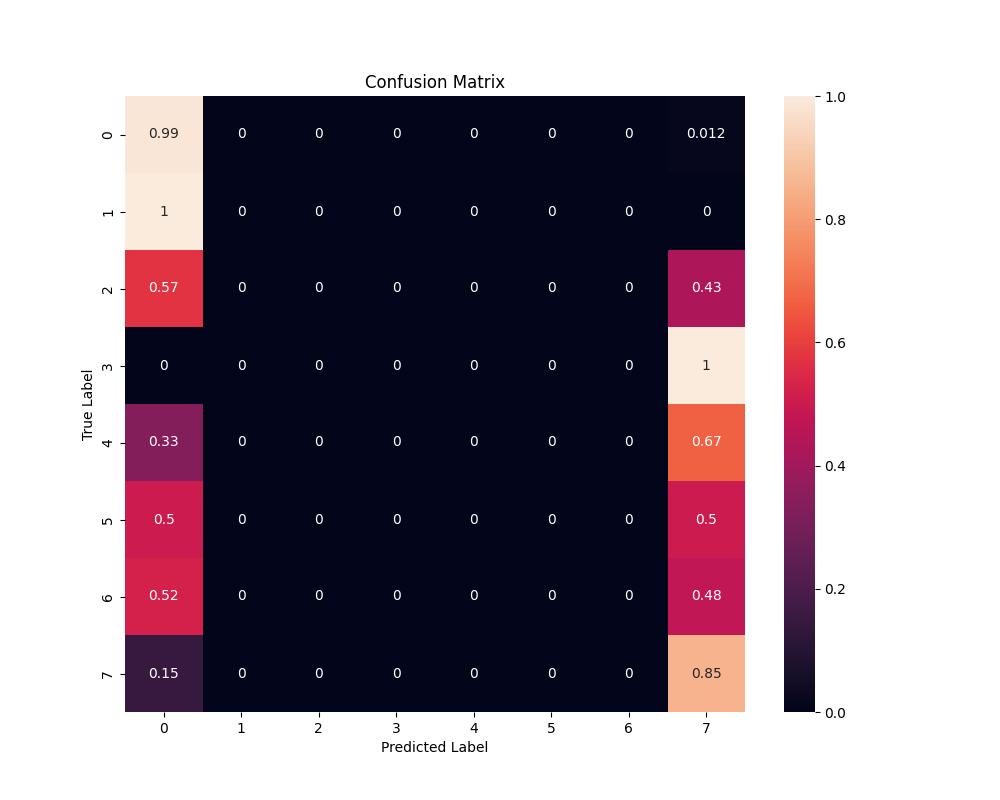 Confusion Matrix
True Label
0 0.99 0 0 0 0 0 0 0.012
1 1 0 0 0 0 0 0 0
2 0.57 0 0 0 0 0 0 0.43
3 0 0 0 0 0 0 0 1
4 0.33 0 0 0 0 0 0 0.67
5 0.5 0 0 0 0 0 0 0.5
6 0.52 0 0 0 0 0 0 0.48
7 0.15 0 0 0 0 0 0 0.85
0 1 2 3 4 5 6 7
Predicted Label
1.0
0.8
0.6
0.4
0.2
0.0